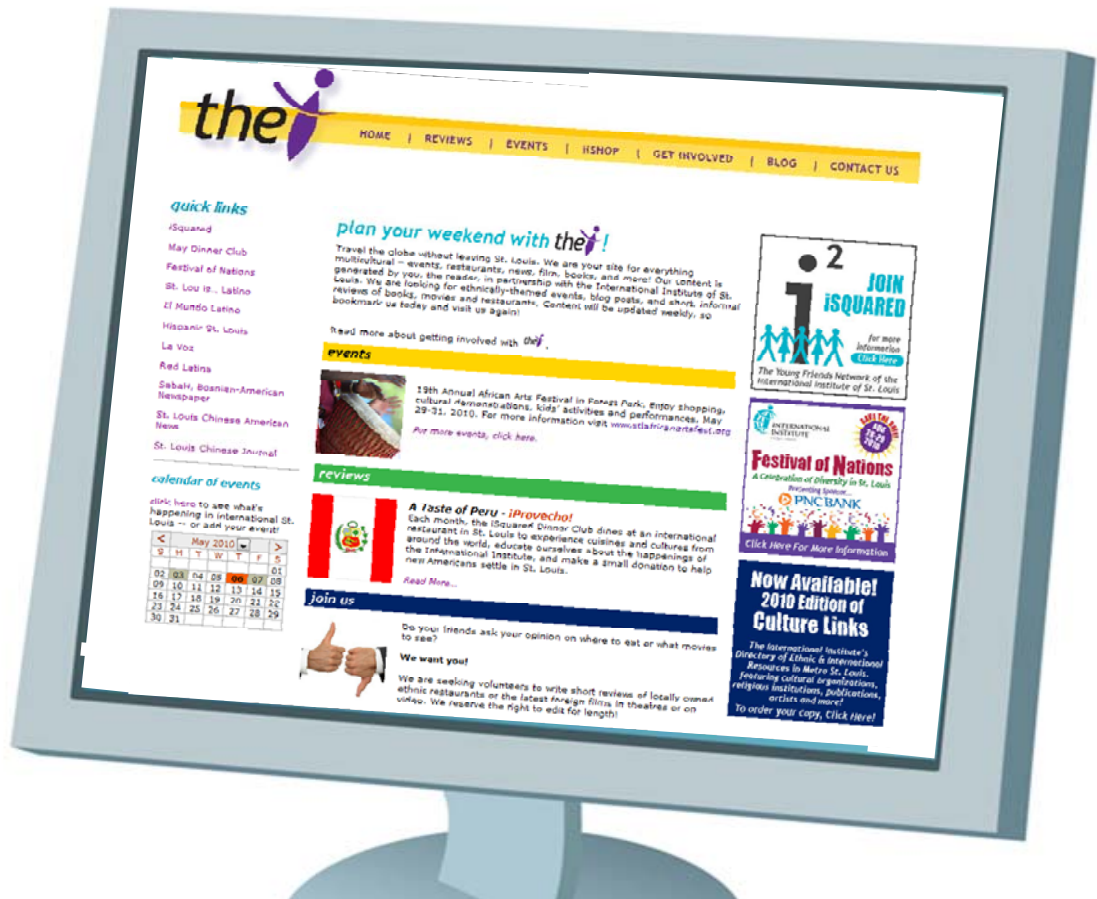 the i
HOME | REVIEWS | EVENTS | IISHOP | GET INVOLVED | BLOG | CONTACT US
quick links
iSquared
May Dinner Club
Festival of Nations
St. Lou is.. Latino
El Mundo Latino
Hispanic St. Louis
La Voz
Red Latina
SabaH, Bosnian-American
Newspaper
St. Louis Chinese American
News
St. Louis Chinese Journal
calendar of events
click here to see what's
happening in international St.
Louis -- or add your event!
< May 2010 >
S M T W T F S
01
02 03 04 05 06 07 08
09 10 11 12 13 14 15
16 17 18 19 20 21 22
23 24 25 26 27 28 29
30 31
plan your weekend with the i !
Travel the globe without leaving St. Louis. We are your site for everything
multicultural – events, restaurants, news, film, books, and more! Our content is
generated by you, the reader, in partnership with the International Institute of St.
Louis. We are looking for ethnically-themed events, blog posts, and short, informal
reviews of books, movies and restaurants. Content will be updated weekly, so
bookmark us today and visit us again!
Read more about getting involved with the i .
events
19th Annual African Arts Festival in Forest Park. Enjoy shopping,
cultural demonstrations, kids' activities and performances. May
29-31, 2010. For more information visit www.stlafricanartsfest.org
For more events, click here.
reviews
A Taste of Peru - ¡Provecho!
Each month, the iSquared Dinner Club dines at an international
restaurant in St. Louis to experience cuisines and cultures from
around the world, educate ourselves about the happenings of
the International Institute, and make a small donation to help
new Americans settle in St. Louis.
Read More...
join us
Do your friends ask your opinion on where to eat or what movies
to see?
We want you!
We are seeking volunteers to write short reviews of locally owned
ethnic restaurants or the latest foreign films in theatres or on
video. We reserve the right to edit for length!
i 2
JOIN
iSQUARED
for more
information
Click Here
The Young Friends Network of the
International Institute of St. Louis
INTERNATIONAL
INSTITUTE
SAVE THE DATE!
AUG
28-29
2010
Festival of Nations
A Celebration of Diversity in St. Louis
Presenting Sponsor...
PNC BANK
Click Here For More Information
Now Available!
2010 Edition of
Culture Links
The International Institute's
Directory of Ethnic & International
Resources in Metro St. Louis.
featuring cultural organizations,
religious institutions, publications,
artists and more!
To order your copy, Click Here!